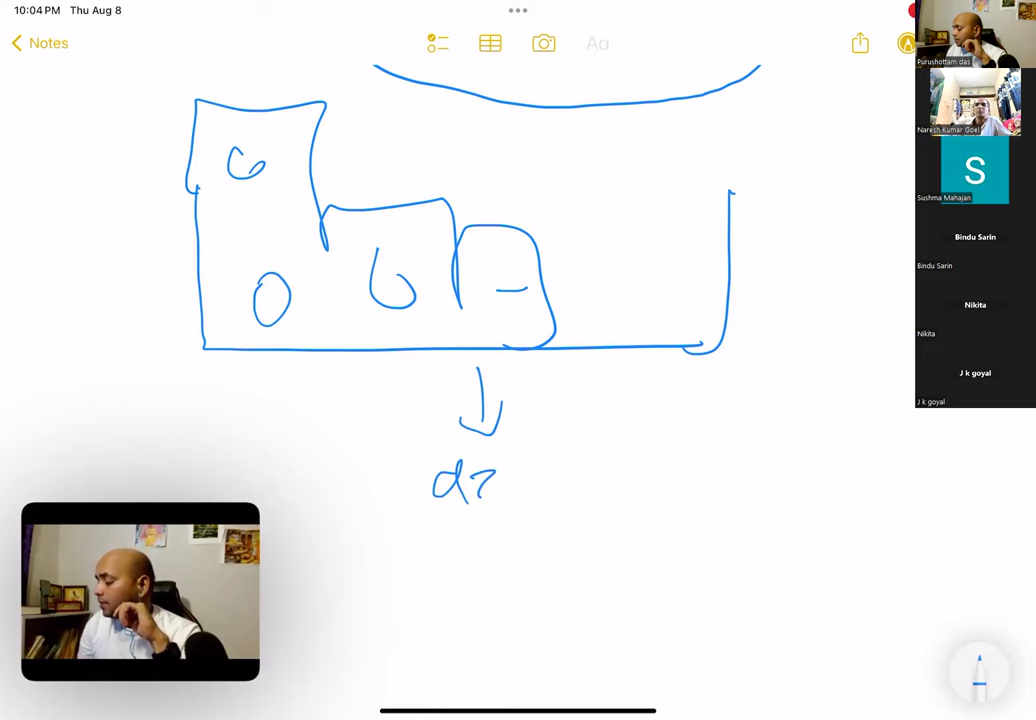 10:04 PM Thu Aug 8
Notes
Aa
Purushottam das
Naresh Kumar Goel
S
Sushma Mahajan
Bindu Sarin
Bindu Sarin
Nikita
Nikita
J k goyal
J k goyal